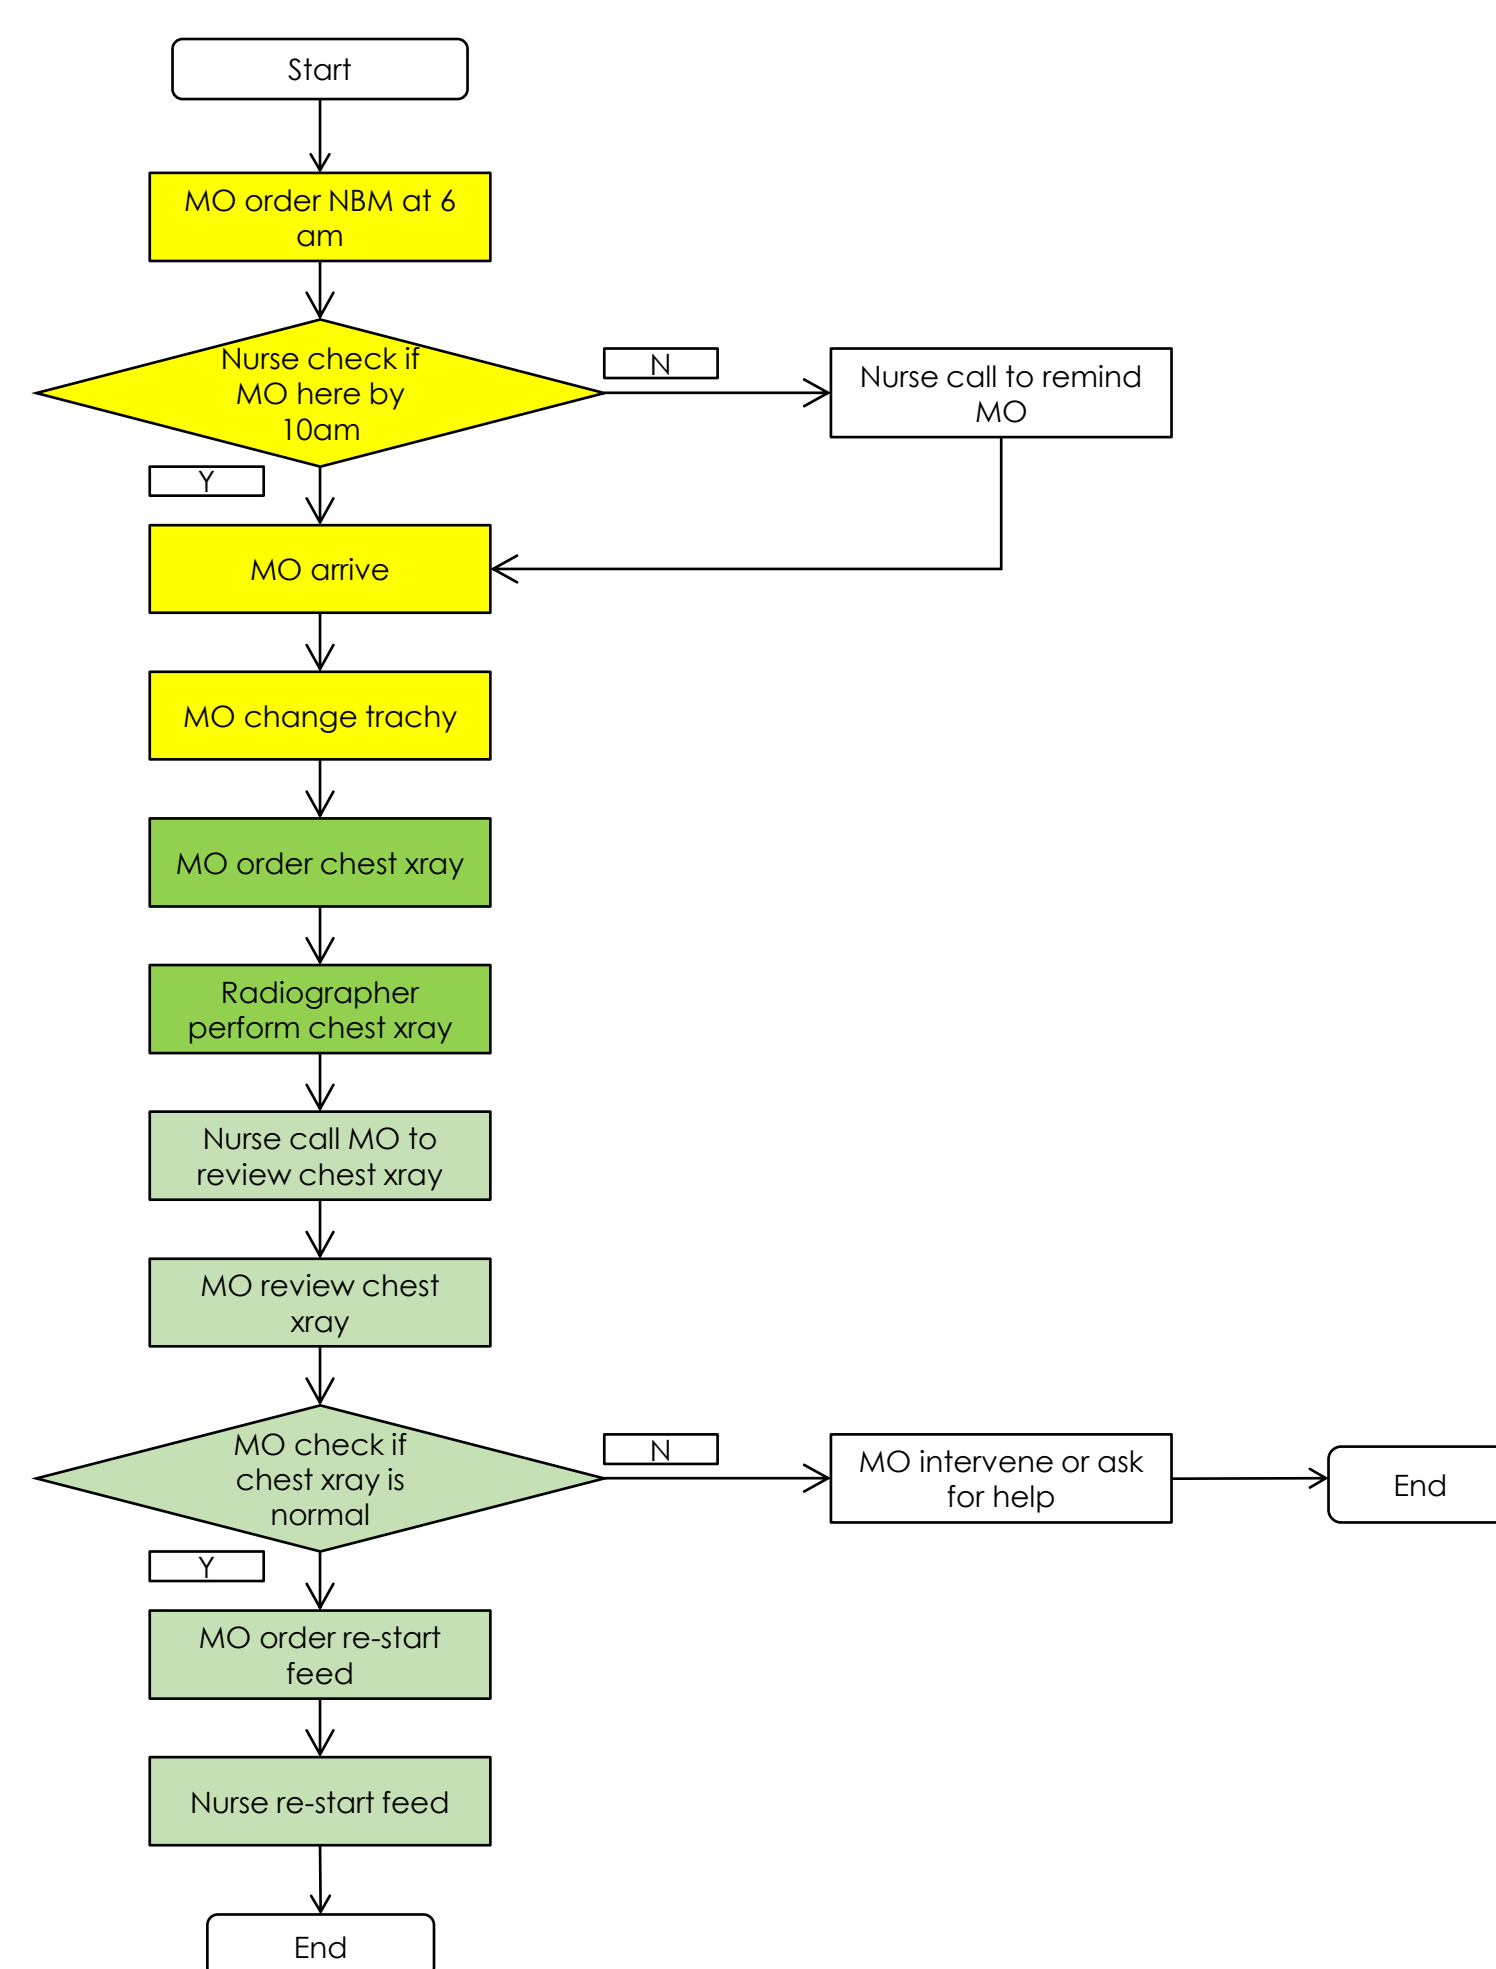 Start
MO order NBM at 6
am
Nurse check if
MO here by
10am
N
Nurse call to remind
MO
Y
MO arrive
MO change trachy
MO order chest xray
Radiographer
perform chest xray
Nurse call MO to
review chest xray
MO review chest
xray
MO check if
chest xray is
normal
N
MO intervene or ask
for help
End
Y
MO order re-start
feed
Nurse re-start feed
End